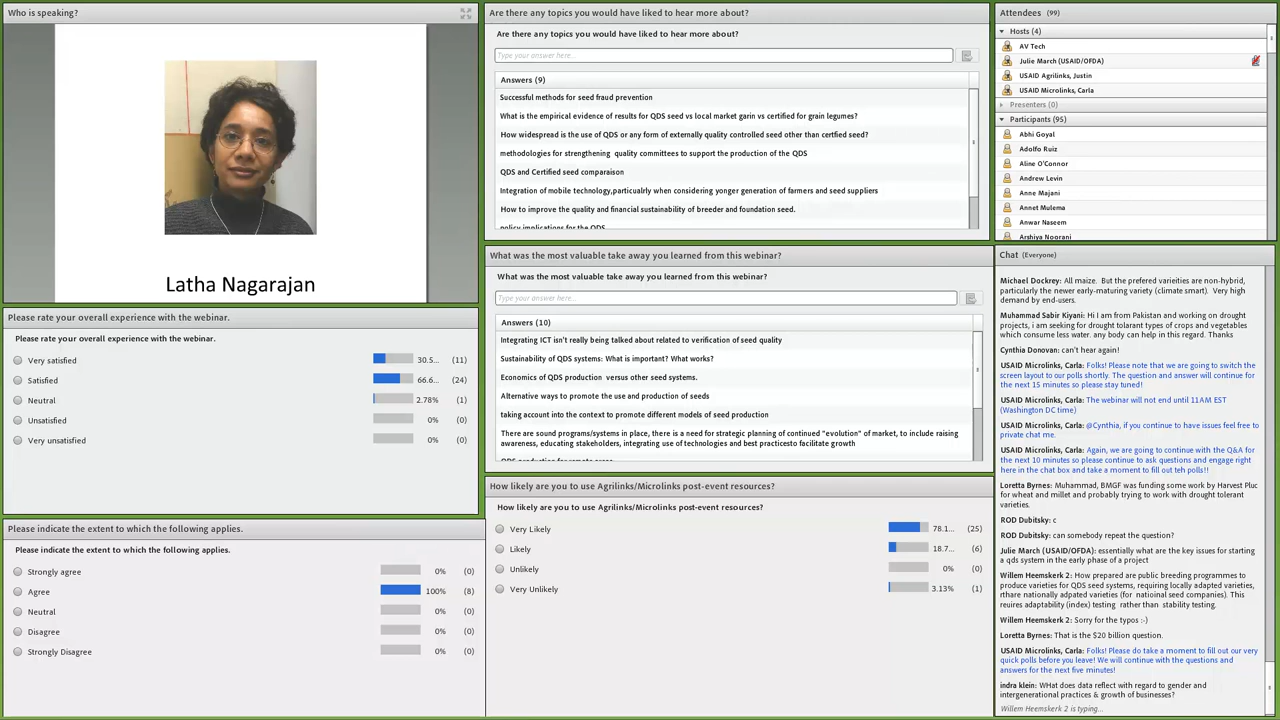 Who is speaking?
Latha Nagarajan
Please rate your overall experience with the webinar.
Please rate your overall experience with the webinar.
Very satisfied 30.5... (11)
Satisfied 66.6... (24)
Neutral 2.78% (1)
Unsatisfied 0% (0)
Very unsatisfied 0% (0)
Please indicate the extent to which the following applies.
Please indicate the extent to which the following applies.
Strongly agree 0% (0)
Agree 100% (8)
Neutral 0% (0)
Disagree 0% (0)
Strongly Disagree 0% (0)
Are there any topics you would have liked to hear more about?
Are there any topics you would have liked to hear more about?
Type your answer here...
Answers (9)
Successful methods for seed fraud prevention
What is the empirical evidence of results for QDS seed vs local market garin vs certified for grain legumes?
How widespread is the use of QDS or any form of externally quality controlled seed other than certfied seed?
methodologies for strengthening quality committees to support the production of the QDS
QDS and Certified seed comparaison
Integration of mobile technology,particualrly when considering yonger generation of farmers and seed suppliers
How to improve the quality and financial sustainability of breeder and foundation seed.
policy implications for the QDS
What was the most valuable take away you learned from this webinar?
What was the most valuable take away you learned from this webinar?
Type your answer here...
Answers (10)
Integrating ICT isn't really being talked about related to verification of seed quality
Sustainability of QDS systems: What is important? What works?
Economics of QDS production versus other seed systems.
Alternative ways to promote the use and production of seeds
taking account into the context to promote different models of seed production
There are sound programs/systems in place, there is a need for strategic planning of continued "evolution" of market, to include raising
awareness, educating stakeholders, integrating use of technologies and best practicesto facilitate growth
QDS production for remote areas
How likely are you to use Agrilinks/Microlinks post-event resources?
How likely are you to use Agrilinks/Microlinks post-event resources?
Very Likely 78.1... (25)
Likely 18.7... (6)
Unlikely 0% (0)
Very Unlikely 3.13% (1)
Attendees (99)
Hosts (4)
AV Tech
Julie March (USAID/OFDA)
USAID Agrilinks, Justin
USAID Microlinks, Carla
Presenters (0)
Participants (95)
Abhi Goyal
Adolfo Ruiz
Aline O'Connor
Andrew Levin
Anne Majani
Annet Mulema
Anwar Naseem
Arshiya Noorani
Chat (Everyone)
Michael Dockrey: All maize. But the prefered varieities are non-hybrid,
particularly the newer early-maturing variety (climate smart). Very high
demand by end-users.
Muhammad Sabir Kiyani: Hi I am from Pakistan and working on drought
projects, i am seeking for drought tolarant types of crops and vegetables
which consume less water. any body can help in this regard. Thanks
Cynthia Donovan: can't hear again!
USAID Microlinks, Carla: Folks! Please note that we are going to switch the
screen layout to our polls shortly. The question and answer will continue for
the next 15 minutes so please stay tuned!
USAID Microlinks, Carla: The webinar will not end until 11AM EST
(Washington DC time)
USAID Microlinks, Carla: @Cynthia, if you continue to have issues feel free to
private chat me.
USAID Microlinks, Carla: Again, we are going to continue with the Q&A for
the next 10 minutes so please continue to ask questions and engage right
here in the chat box and take a moment to fill out teh polls!!
Loretta Byrnes: Muhammad, BMGF was funding some work by Harvest Pluc
for wheat and millet and probably trying to work with drought tolerant
varieties.
ROD Dubitsky: c
ROD Dubitsky: can somebody repeat the question?
Julie March (USAID/OFDA): essentially what are the key issues for starting
a qds system in the early phase of a project
Willem Heemskerk 2: How prepared are public breeding programmes to
produce varieties for QDS seed systems, requiring locally adapted varieties,
rthare nationally adpated varieties (for natioinal seed companies). This
reuires adaptability (index) testing rather than stability testing.
Willem Heemskerk 2: Sorry for the typos :-)
Loretta Byrnes: That is the $20 billion question.
USAID Microlinks, Carla: Folks! Please do take a moment to fill out our very
quick polls before you leave! We will continue with the questions and
answers for the next five minutes!
indra klein: WHat does data reflect with regard to gender and
intergenerational practices & growth of businesses?
Willem Heemskerk 2 is typing...